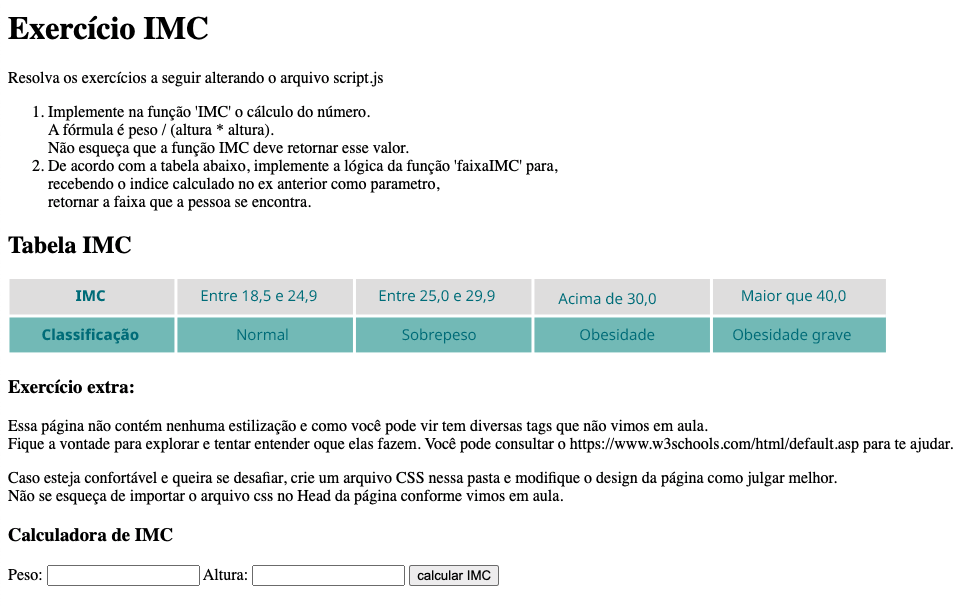 Exercício IMC
Resolva os exercícios a seguir alterando o arquivo script.js
1. Implemente na função 'IMC' o cálculo do número.
A fórmula é peso / (altura * altura).
Não esqueça que a função IMC deve retornar esse valor.
2. De acordo com a tabela abaixo, implemente a lógica da função 'faixaIMC' para,
recebendo o indice calculado no ex anterior como parametro,
retornar a faixa que a pessoa se encontra.
Tabela IMC
IMC Entre 18,5 e 24,9 Entre 25,0 e 29,9 Acima de 30,0 Maior que 40,0
Classificação Normal Sobrepeso Obesidade Obesidade grave
Exercício extra:
Essa página não contém nenhuma estilização e como você pode vir tem diversas tags que não vimos em aula.
Fique a vontade para explorar e tentar entender oque elas fazem. Você pode consultar o https://www.w3schools.com/html/default.asp para te ajudar.
Caso esteja confortável e queira se desafiar, crie um arquivo CSS nessa pasta e modifique o design da página como julgar melhor.
Não se esqueça de importar o arquivo css no Head da página conforme vimos em aula.
Calculadora de IMC
Peso: Altura: calcular IMC